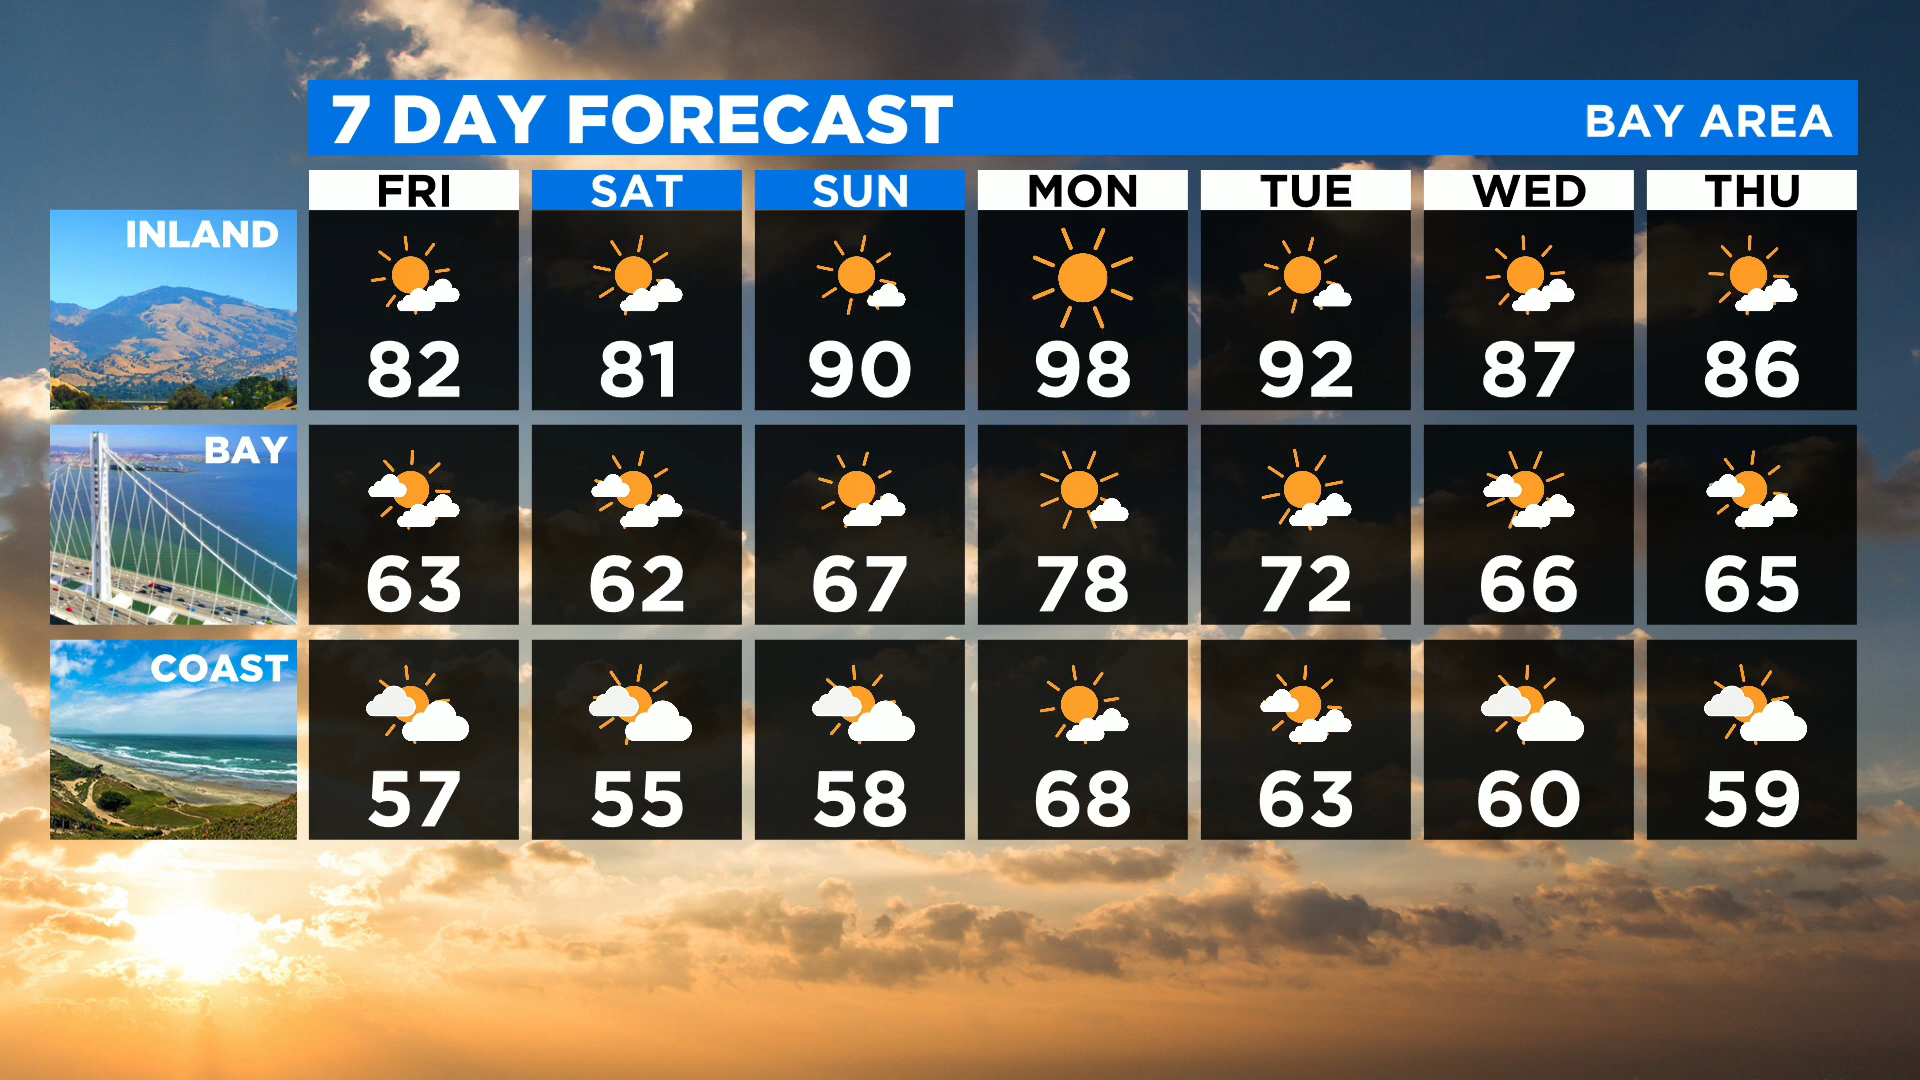 7 DAY FORECAST BAY AREA
FRI SAT SUN MON TUE WED THU
INLAND
82 81 90 98 92 87 86
BAY
63 62 67 78 72 66 65
COAST
57 55 58 68 63 60 59